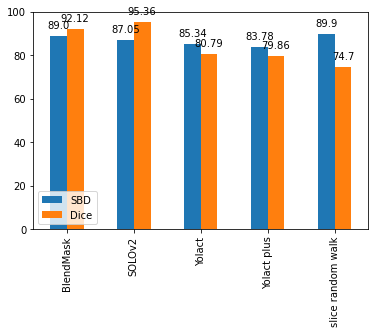 100
80
60
40
20
0
89.0
92.12
87.05
95.36
85.34
80.79
83.78
79.86
89.9
74.7
SBD
Dice
BlendMask
SOLOv2
Yolact
Yolact plus
slice random walk